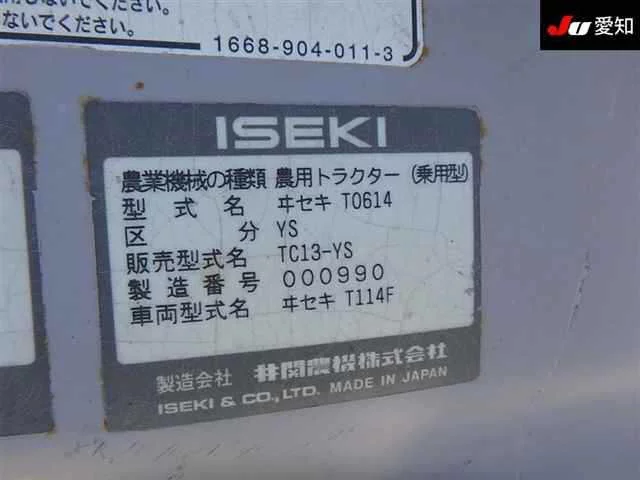 しないでください。
1668-904-011-3
JU 愛知
ISEKI
農業機械の種類 農用トラクター (乗用型)
型式名 ヰセキ T0614
区分 YS
販売型式名 TC13-YS
製造番号 000990
車両型式名 ヰセキ T114F
製造会社 井関農機株式会社
ISEKI & CO.,LTD. MADE IN JAPAN